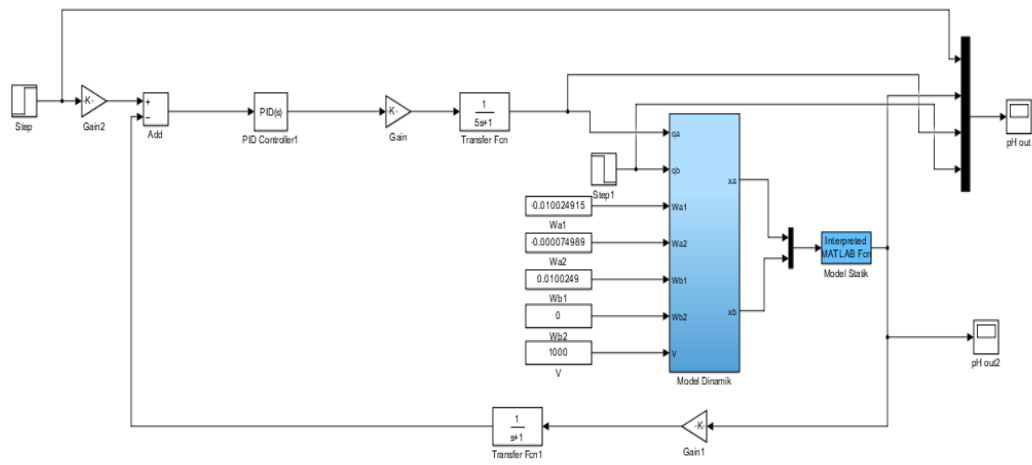 Step
-K-
Gain2
+
−
Add
PID(s)
PID Controller1
-K-
Gain
1
5s+1
Transfer Fcn
Step1
-0.010024915
Wa1
-0.000074989
Wa2
0.0100249
Wb1
0
Wb2
1000
V
qa
qb
Wa1
Wa2
Wb1
Wb2
V
xa
xb
Model Dinamik
Interpreted
MATLAB Fcn
Model Statik
pH out
pH out2
-K-
Gain1
1
s+1
Transfer Fcn1